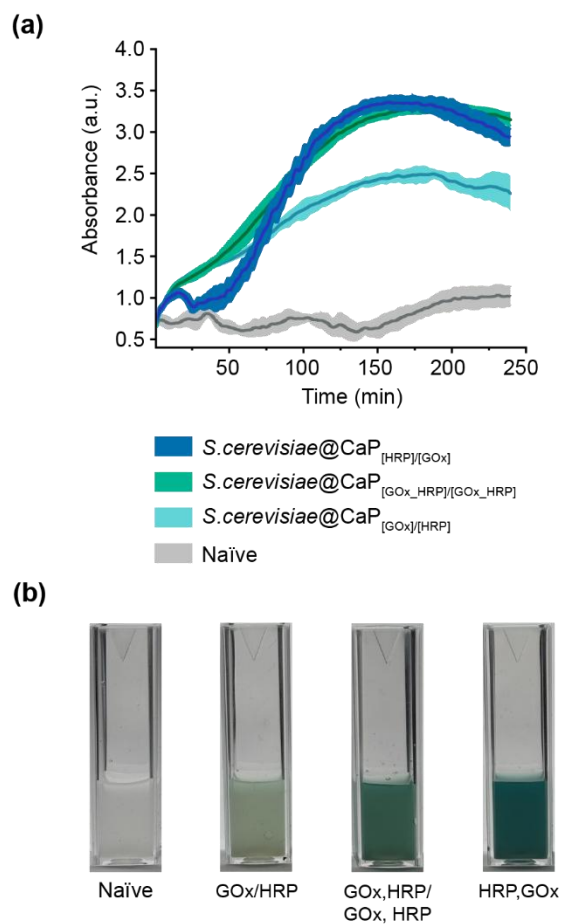 (a)
Absorbance (a.u.)
4.0
3.5
3.0
2.5
2.0
1.5
1.0
0.5
50 100 150 200 250
Time (min)
S.cerevisiae@CaP[HRP]/[GOx]
S.cerevisiae@CaP[GOx_HRP]/[GOx_HRP]
S.cerevisiae@CaP[GOx]/[HRP]
Naïve
(b)
Naïve
GOx/HRP
GOx,HRP/
GOx, HRP
HRP,GOx